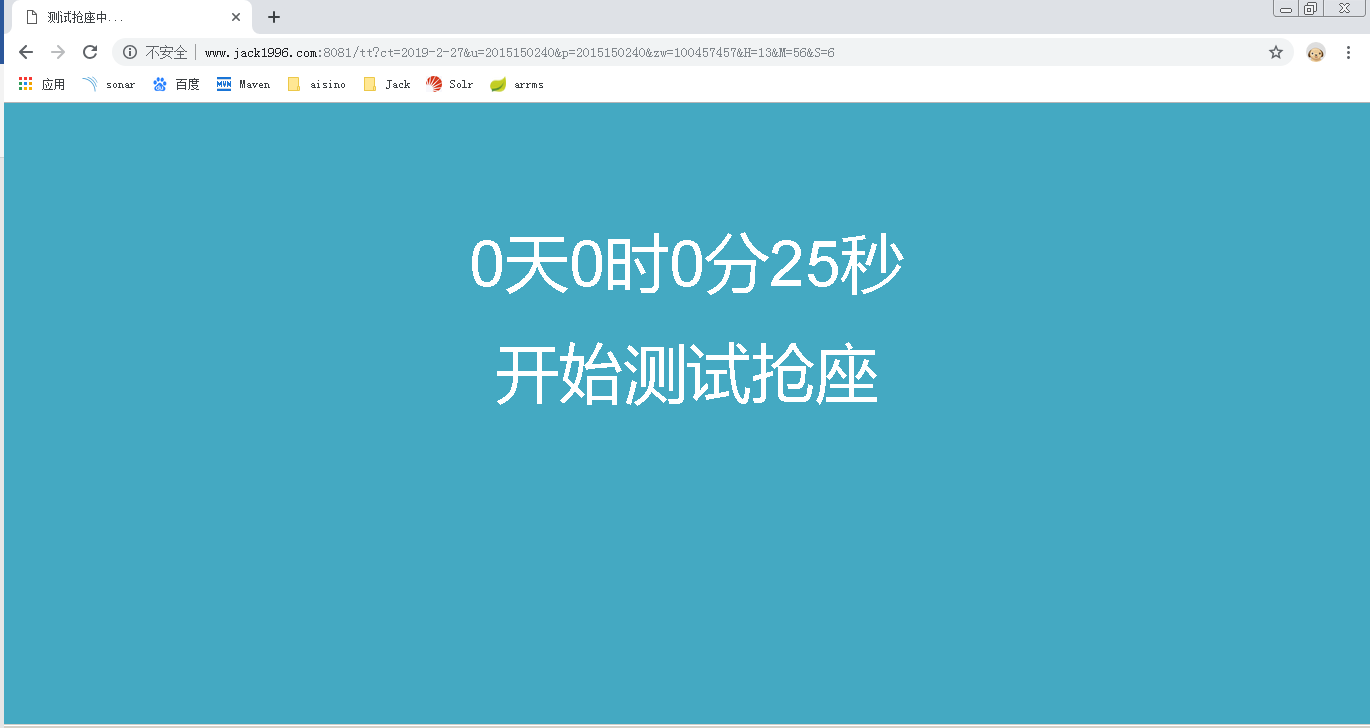 测试抢座中...
不安全 www.jack1996.com:8081/tt?ct=2019-2-27&u=2015150240&p=2015150240&zw=100457457&H=13&M=56&S=6
应用 sonar 百度 Maven aisino Jack Solr arrms
0天0时0分25秒
开始测试抢座